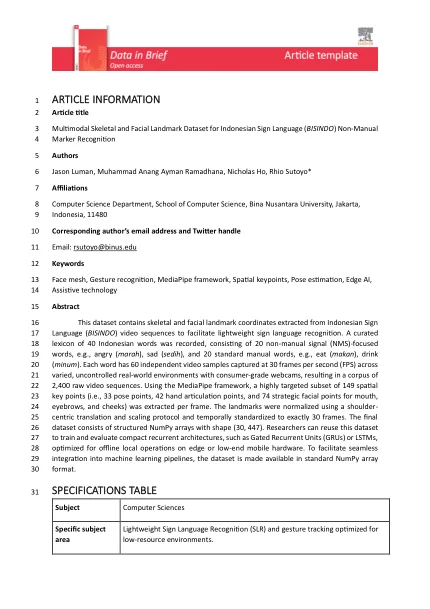 Data in Brief
Open access
Article template
ELSEVIER
1 ARTICLE INFORMATION
2 Article title
3 Multimodal Skeletal and Facial Landmark Dataset for Indonesian Sign Language (BISINDO) Non-Manual
4 Marker Recognition
5 Authors
6 Jason Luman, Muhammad Anang Ayman Ramadhana, Nicholas Ho, Rhio Sutoyo*
7 Affiliations
8 Computer Science Department, School of Computer Science, Bina Nusantara University, Jakarta,
9 Indonesia, 11480
10 Corresponding author's email address and Twitter handle
11 Email: rsutoyo@binus.edu
12 Keywords
13 Face mesh, Gesture recognition, MediaPipe framework, Spatial keypoints, Pose estimation, Edge AI,
14 Assistive technology
15 Abstract
16 This dataset contains skeletal and facial landmark coordinates extracted from Indonesian Sign
17 Language (BISINDO) video sequences to facilitate lightweight sign language recognition. A curated
18 lexicon of 40 Indonesian words was recorded, consisting of 20 non-manual signal (NMS)-focused
19 words, e.g., angry (marah), sad (sedih), and 20 standard manual words, e.g., eat (makan), drink
20 (minum). Each word has 60 independent video samples captured at 30 frames per second (FPS) across
21 varied, uncontrolled real-world environments with consumer-grade webcams, resulting in a corpus of
22 2,400 raw video sequences. Using the MediaPipe framework, a highly targeted subset of 149 spatial
23 key points (i.e., 33 pose points, 42 hand articulation points, and 74 strategic facial points for mouth,
24 eyebrows, and cheeks) was extracted per frame. The landmarks were normalized using a shoulder-
25 centric translation and scaling protocol and temporally standardized to exactly 30 frames. The final
26 dataset consists of structured NumPy arrays with shape (30, 447). Researchers can reuse this dataset
27 to train and evaluate compact recurrent architectures, such as Gated Recurrent Units (GRUs) or LSTMs,
28 optimized for offline local operations on edge or low-end mobile hardware. To facilitate seamless
29 integration into machine learning pipelines, the dataset is made available in standard NumPy array
30 format.
31 SPECIFICATIONS TABLE
Subject Computer Sciences
Specific subject Lightweight Sign Language Recognition (SLR) and gesture tracking optimized for
area low-resource environments.